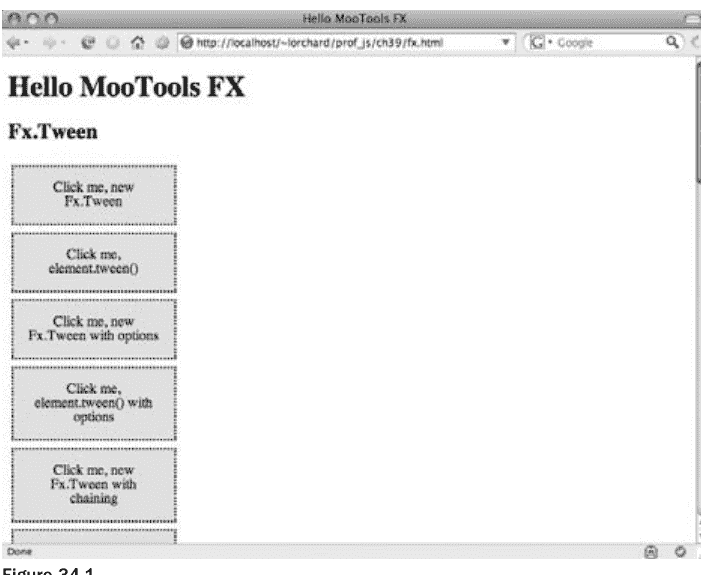 Hello MooTools FX
http://localhost/~lorchard/prof_js/ch39/fx.html
Google
Hello MooTools FX
Fx.Tween
Click me, new
Fx.Tween
Click me,
element.tween()
Click me, new
Fx.Tween with options
Click me,
element.tween() with
options
Click me, new
Fx.Tween with
chaining
Done
Figure 34-1